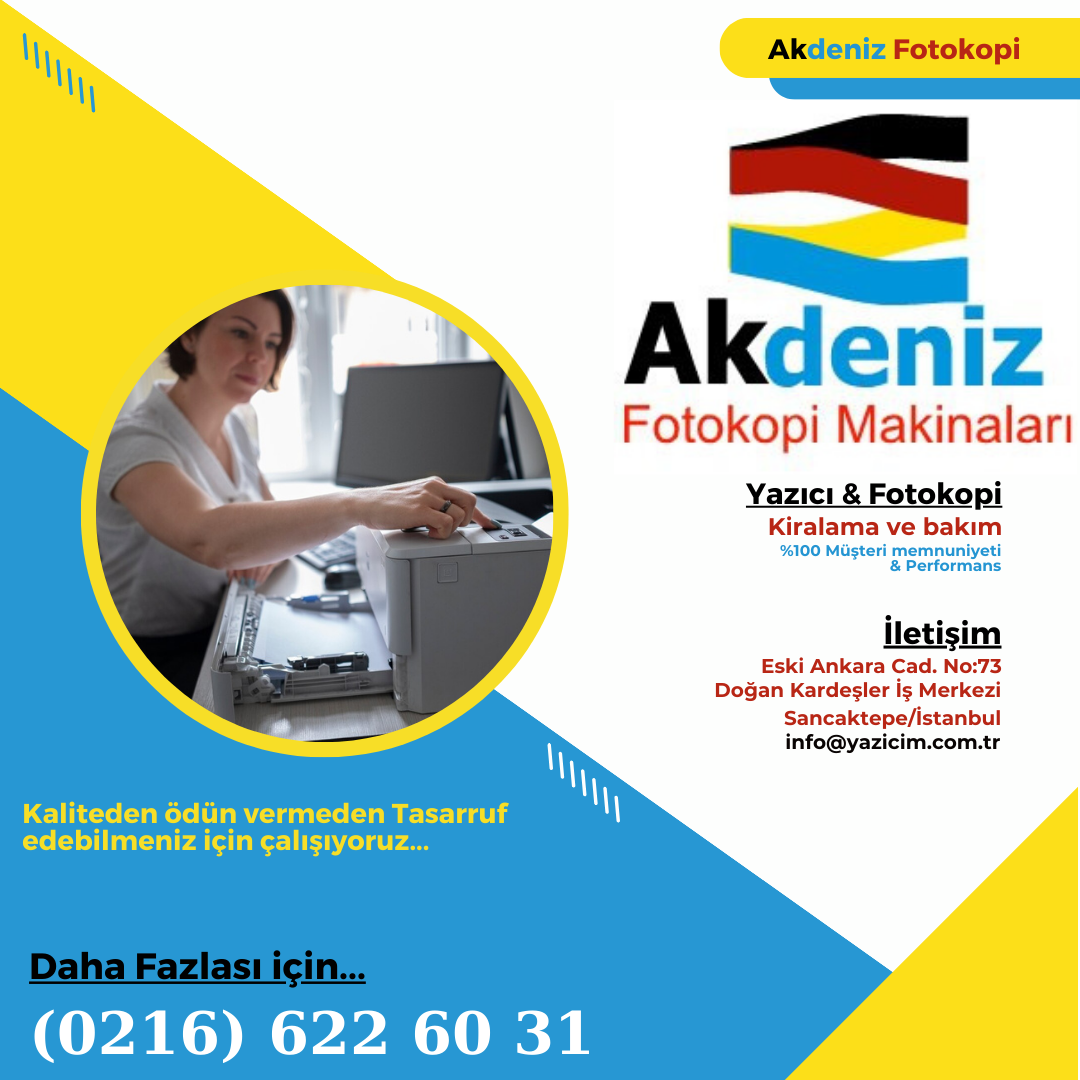 Akdeniz Fotokopi
Akdeniz
Fotokopi Makinaları
Yazıcı & Fotokopi
Kiralama ve bakım
%100 Müşteri memnuniyeti
& Performans
İletişim
Eski Ankara Cad. No:73
Doğan Kardeşler İş Merkezi
Sancaktepe/İstanbul
info@yazicim.com.tr
Kaliteden ödün vermeden Tasarruf
edebilmeniz için çalışıyoruz...
Daha Fazlası için...
(0216) 622 60 31